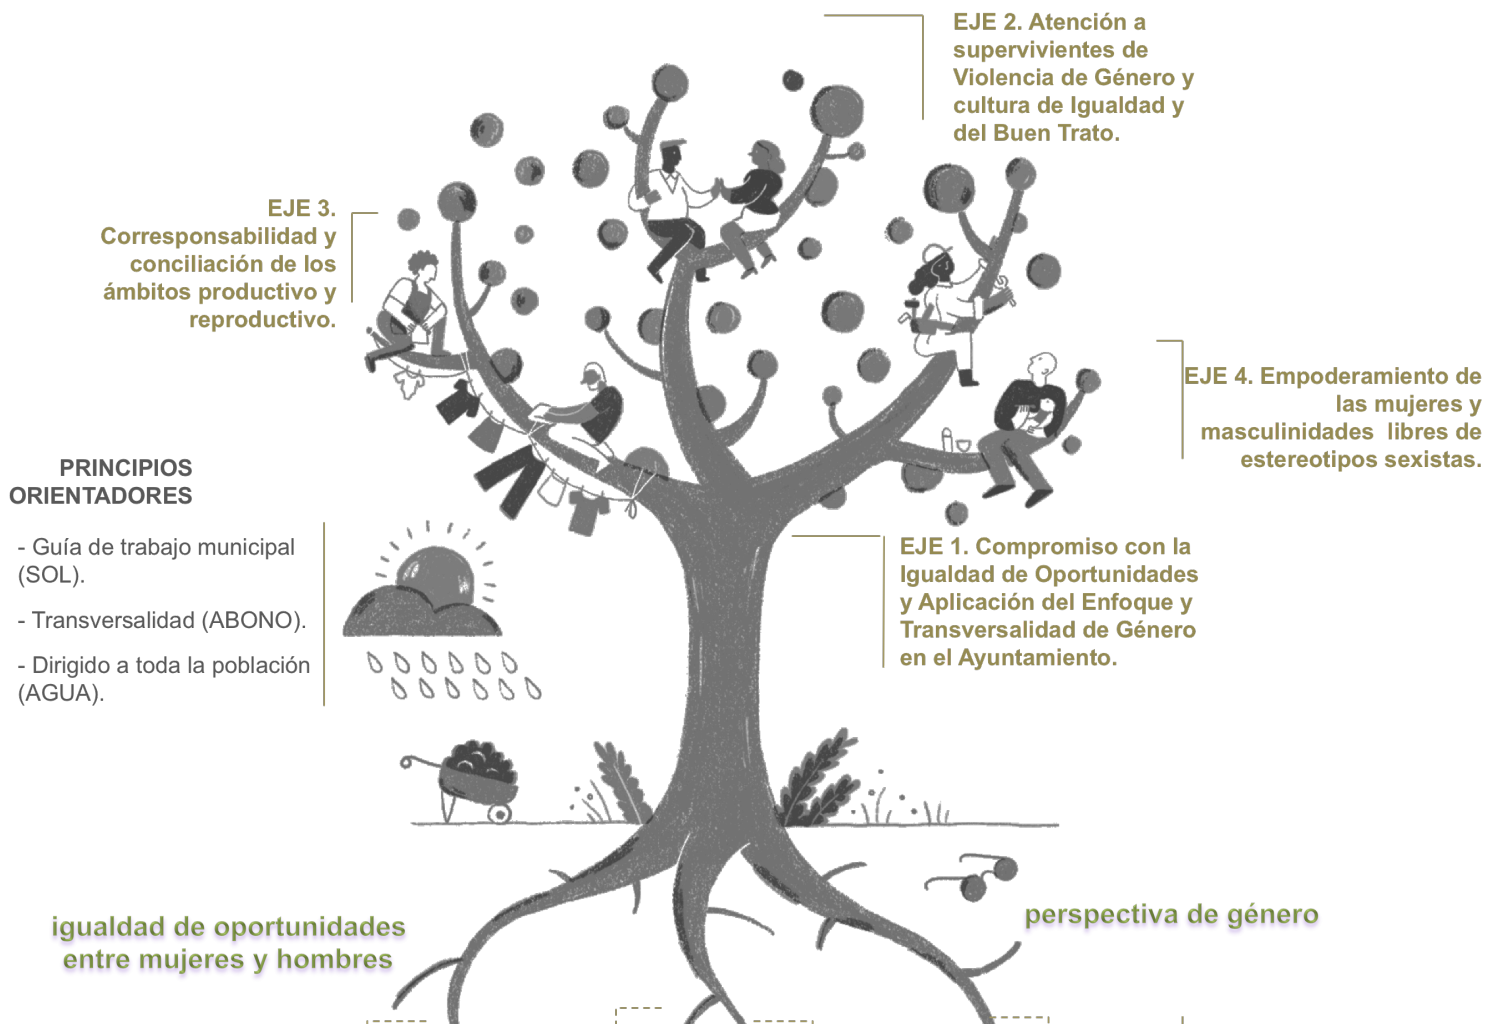 EJE 2. Atención a
supervivientes de
Violencia de Género y
cultura de Igualdad y
del Buen Trato.
EJE 3.
Corresponsabilidad y
conciliación de los
ámbitos productivo y
reproductivo.
EJE 4. Empoderamiento de
las mujeres y
masculinidades libres de
estereotipos sexistas.
PRINCIPIOS
ORIENTADORES
- Guía de trabajo municipal
(SOL).
- Transversalidad (ABONO).
- Dirigido a toda la población
(AGUA).
EJE 1. Compromiso con la
Igualdad de Oportunidades
y Aplicación del Enfoque y
Transversalidad de Género
en el Ayuntamiento.
igualdad de oportunidades
entre mujeres y hombres
perspectiva de género